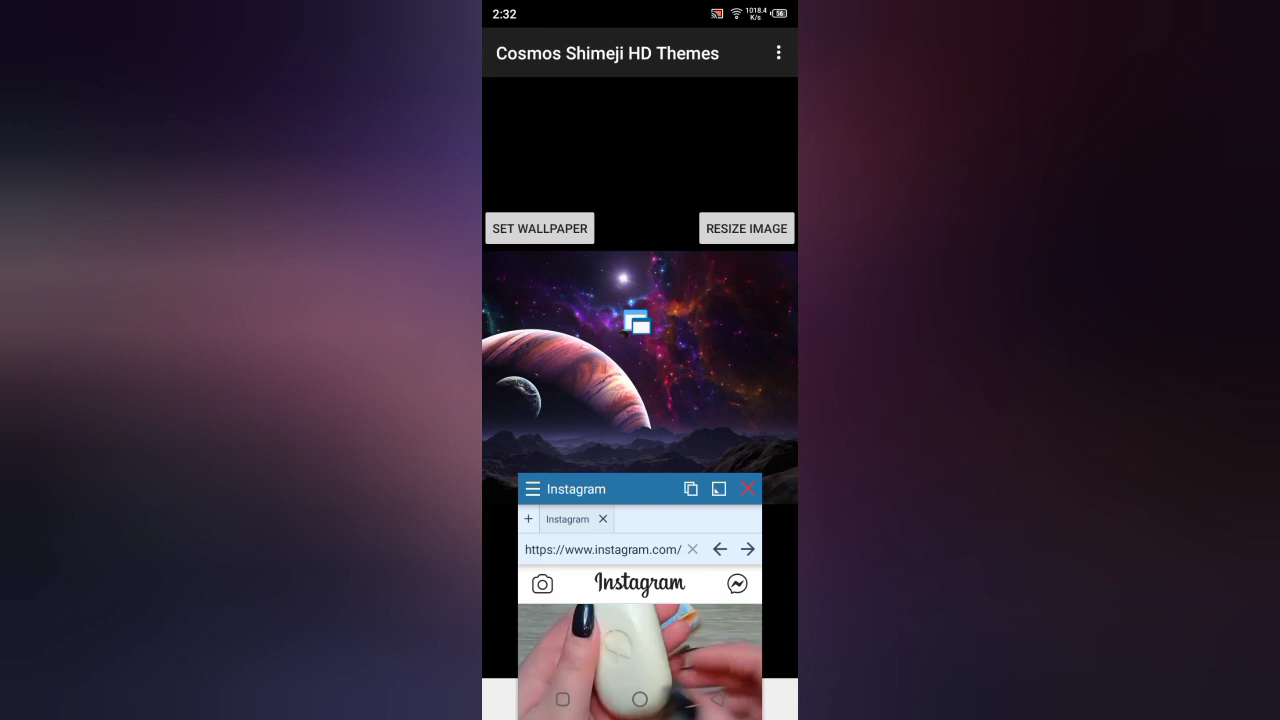 2:32
1018.4
K/s
56
Cosmos Shimeji HD Themes
SET WALLPAPER
RESIZE IMAGE
Instagram
Instagram
https://www.instagram.com/
Instagram